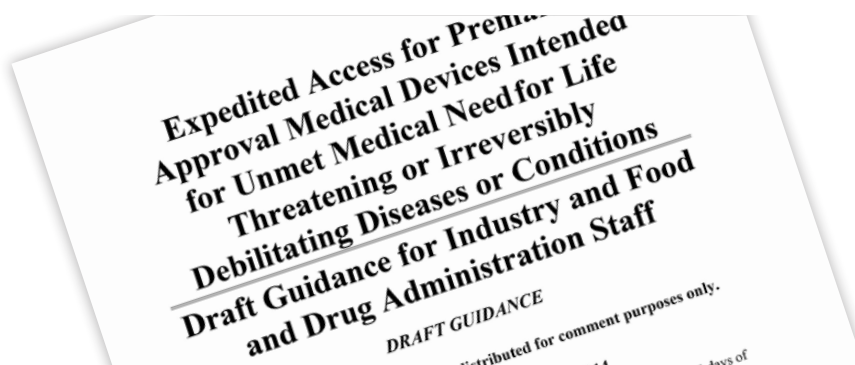 Expedited Access for
Approval Medical Devices Intended
for Unmet Medical Need for Life
Threatening or Irreversibly
Debilitating Diseases or Conditions
Draft Guidance for Industry and Food
and Drug Administration Staff
DRAFT GUIDANCE
distributed for comment purposes only.
days of